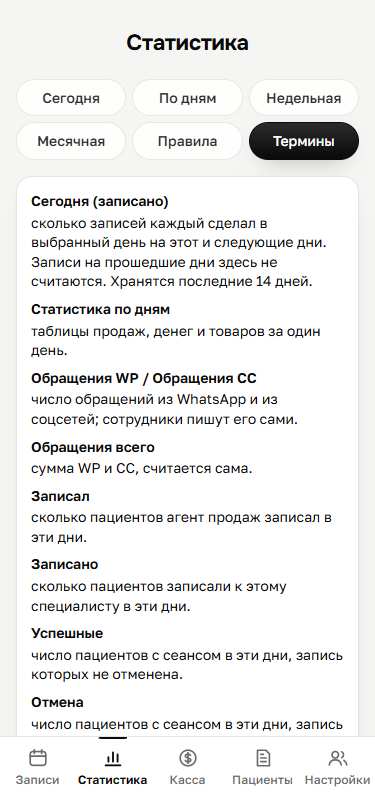 Статистика
Сегодня
По дням
Недельная
Месячная
Правила
Термины
Сегодня (записано)
сколько записей каждый сделал в
выбранный день на этот и следующие дни.
Записи на прошедшие дни здесь не
считаются. Хранятся последние 14 дней.
Статистика по дням
таблицы продаж, денег и товаров за один
день.
Обращения WP / Обращения СС
число обращений из WhatsApp и из
соцсетей; сотрудники пишут его сами.
Обращения всего
сумма WP и СС, считается сама.
Записал
сколько пациентов агент продаж записал в
эти дни.
Записано
сколько пациентов записали к этому
специалисту в эти дни.
Успешные
число пациентов с сеансом в эти дни, запись
которых не отменена.
Отмена
число пациентов с сеансом в эти дни, запись
Записи
Статистика
Касса
Пациенты
Настройки